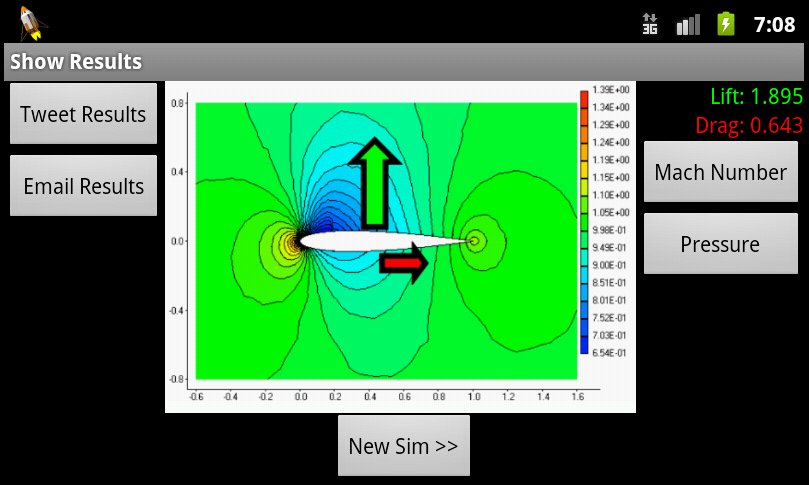 3G
7:08
Show Results
Tweet Results
Email Results
Lift: 1.895
Drag: 0.643
Mach Number
Pressure
0.8
0.4
0.0
-0.4
-0.8
-0.6 -0.4 -0.2 0.0 0.2 0.4 0.6 0.8 1.0 1.2 1.4 1.6
1.39E+00
1.34E+00
1.29E+00
1.24E+00
1.19E+00
1.15E+00
1.10E+00
1.05E+00
9.98E-01
9.49E-01
9.00E-01
8.51E-01
8.01E-01
7.52E-01
7.03E-01
6.54E-01
New Sim >>